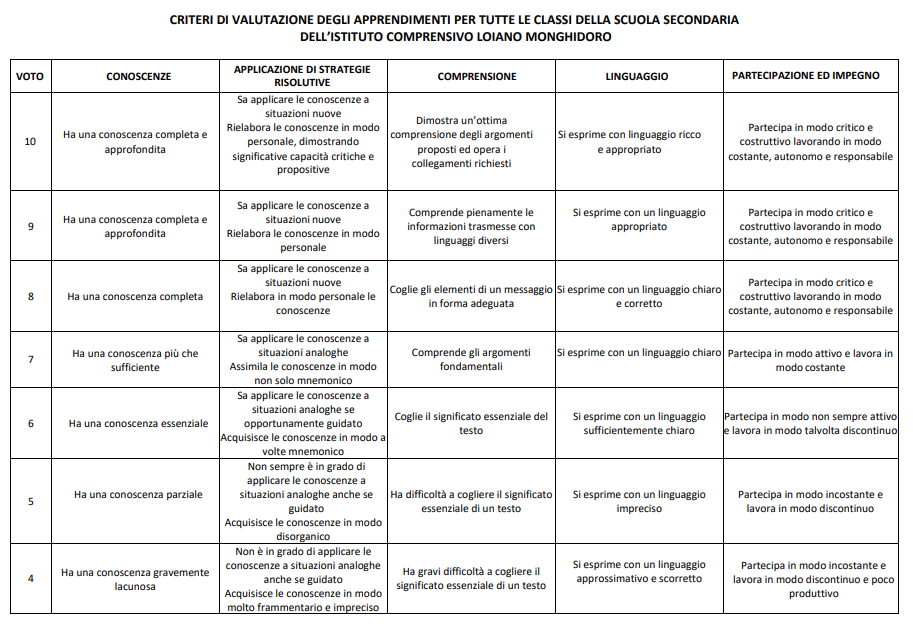 CRITERI DI VALUTAZIONE DEGLI APPRENDIMENTI PER TUTTE LE CLASSI DELLA SCUOLA SECONDARIA
DELL’ISTITUTO COMPRENSIVO LOIANO MONGHIDORO
VOTO
CONOSCENZE
APPLICAZIONE DI STRATEGIE
RISOLUTIVE
COMPRENSIONE
LINGUAGGIO
PARTECIPAZIONE ED IMPEGNO
10
Ha una conoscenza completa e
approfondita
Sa applicare le conoscenze a
situazioni nuove
Rielabora le conoscenze in modo
personale, dimostrando
significative capacità critiche e
propositive
Dimostra un’ottima
comprensione degli argomenti
proposti ed opera i
collegamenti richiesti
Si esprime con linguaggio ricco
e appropriato
Partecipa in modo critico e
costruttivo lavorando in modo
costante, autonomo e responsabile
9
Ha una conoscenza completa e
approfondita
Sa applicare le conoscenze a
situazioni nuove
Rielabora le conoscenze in modo
personale
Comprende pienamente le
informazioni trasmesse con
linguaggi diversi
Si esprime con un linguaggio
appropriato
Partecipa in modo critico e
costruttivo lavorando in modo
costante, autonomo e responsabile
8
Ha una conoscenza completa
Sa applicare le conoscenze a
situazioni nuove
Rielabora in modo personale le
conoscenze
Coglie gli elementi di un messaggio
in forma adeguata
Si esprime con un linguaggio chiaro
e corretto
Partecipa in modo critico e
costruttivo lavorando in modo
costante, autonomo e responsabile
7
Ha una conoscenza più che
sufficiente
Sa applicare le conoscenze a
situazioni analoghe
Assimila le conoscenze in modo
non solo mnemonico
Comprende gli argomenti
fondamentali
Si esprime con un linguaggio chiaro
Partecipa in modo attivo e lavora in
modo costante
6
Ha una conoscenza essenziale
Sa applicare le conoscenze a
situazioni analoghe se
opportunamente guidato
Acquisisce le conoscenze in modo a
volte mnemonico
Coglie il significato essenziale del
testo
Si esprime con un linguaggio
sufficientemente chiaro
Partecipa in modo non sempre attivo
e lavora in modo talvolta discontinuo
5
Ha una conoscenza parziale
Non sempre è in grado di
applicare le conoscenze a
situazioni analoghe anche se
guidato
Acquisisce le conoscenze in modo
disorganico
Ha difficoltà a cogliere il significato
essenziale di un testo
Si esprime con un linguaggio
impreciso
Partecipa in modo incostante e
lavora in modo discontinuo
4
Ha una conoscenza gravemente
lacunosa
Non è in grado di applicare le
conoscenze a situazioni analoghe
anche se guidato
Acquisisce le conoscenze in modo
molto frammentario e impreciso
Ha gravi difficoltà a cogliere il
significato essenziale di un testo
Si esprime con un linguaggio
approssimativo e scorretto
Partecipa in modo incostante e
lavora in modo discontinuo e poco
produttivo